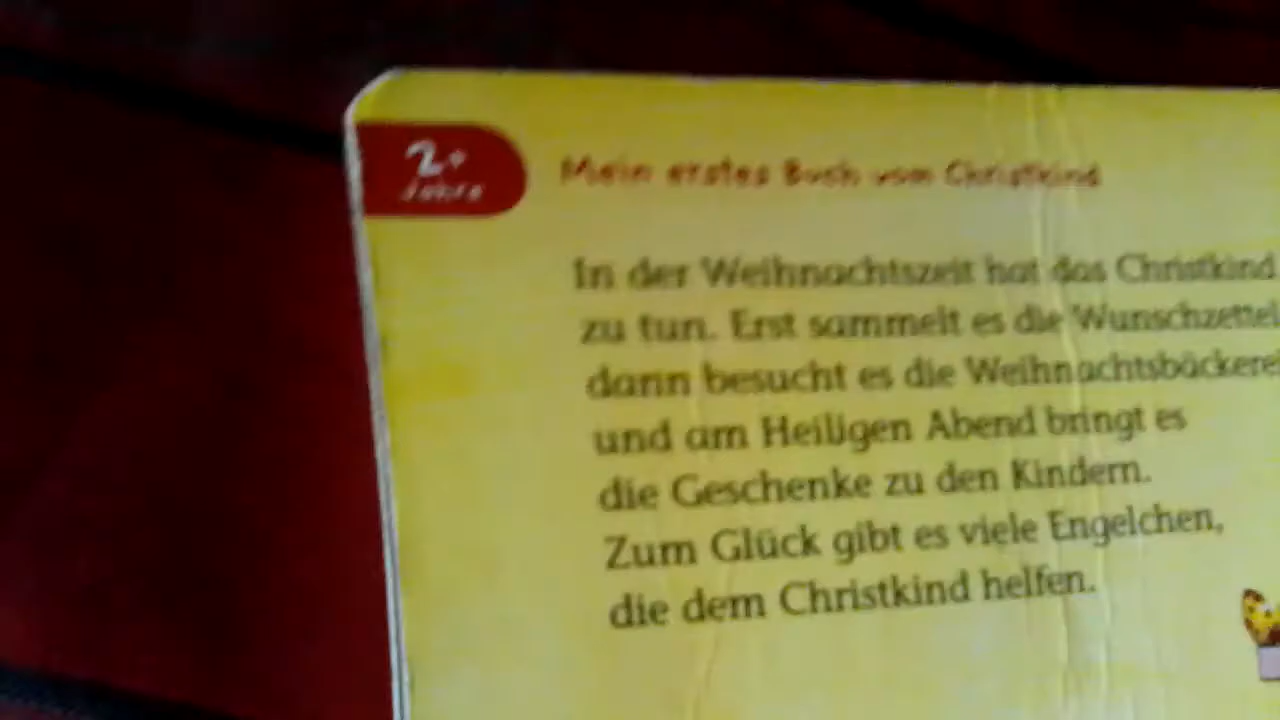 2+
Jahre
Mein erstes Buch vom Christkind
In der Weihnachtszeit hat das Christkind
zu tun. Erst sammelt es die Wunschzettel
dann besucht es die Weihnachtsbäckerei
und am Heiligen Abend bringt es
die Geschenke zu den Kindern.
Zum Glück gibt es viele Engelchen,
die dem Christkind helfen.